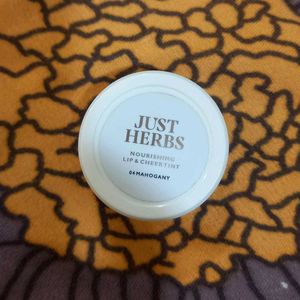 JUST
HERBS
NOURISHING
LIP & CHEEK TINT
04 MAHOGANY